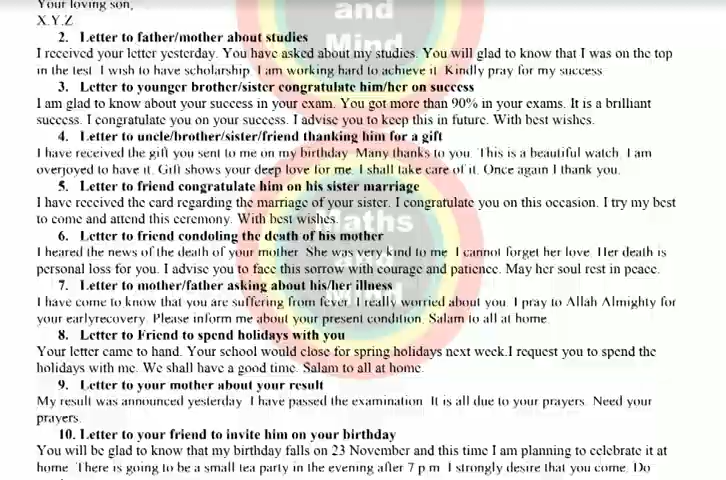 Your loving son,
X.Y.Z
2. Letter to father/mother about studies
I received your letter yesterday. You have asked about my studies. You will glad to know that I was on the top
in the test. I wish to have scholarship. I am working hard to achieve it. Kindly pray for my success.
3. Letter to younger brother/sister congratulate him/her on success
I am glad to know about your success in your exam. You got more than 90% in your exams. It is a brilliant
success. I congratulate you on your success. I advise you to keep this in future. With best wishes.
4. Letter to uncle/brother/sister/friend thanking him for a gift
I have received the gift you sent to me on my birthday. Many thanks to you. This is a beautiful watch. I am
overjoyed to have it. Gift shows your deep love for me. I shall take care of it. Once again I thank you.
5. Letter to friend congratulate him on his sister marriage
I have received the card regarding the marriage of your sister. I congratulate you on this occasion. I try my best
to come and attend this ceremony. With best wishes.
6. Letter to friend condoling the death of his mother
I heared the news of the death of your mother. She was very kind to me. I cannot forget her love. Her death is
personal loss for you. I advise you to face this sorrow with courage and patience. May her soul rest in peace.
7. Letter to mother/father asking about his/her illness
I have come to know that you are suffering from fever. I really worried about you. I pray to Allah Almighty for
your earlyrecovery. Please inform me about your present condition. Salam to all at home.
8. Letter to Friend to spend holidays with you
Your letter came to hand. Your school would close for spring holidays next week.I request you to spend the
holidays with me. We shall have a good time. Salam to all at home.
9. Letter to your mother about your result
My result was announced yesterday. I have passed the examination. It is all due to your prayers. Need your
prayers.
10. Letter to your friend to invite him on your birthday
You will be glad to know that my birthday falls on 23 November and this time I am planning to celebrate it at
home. There is going to be a small tea party in the evening after 7 p.m. I strongly desire that you come. Do
and
Mind
Maths
and
Mind